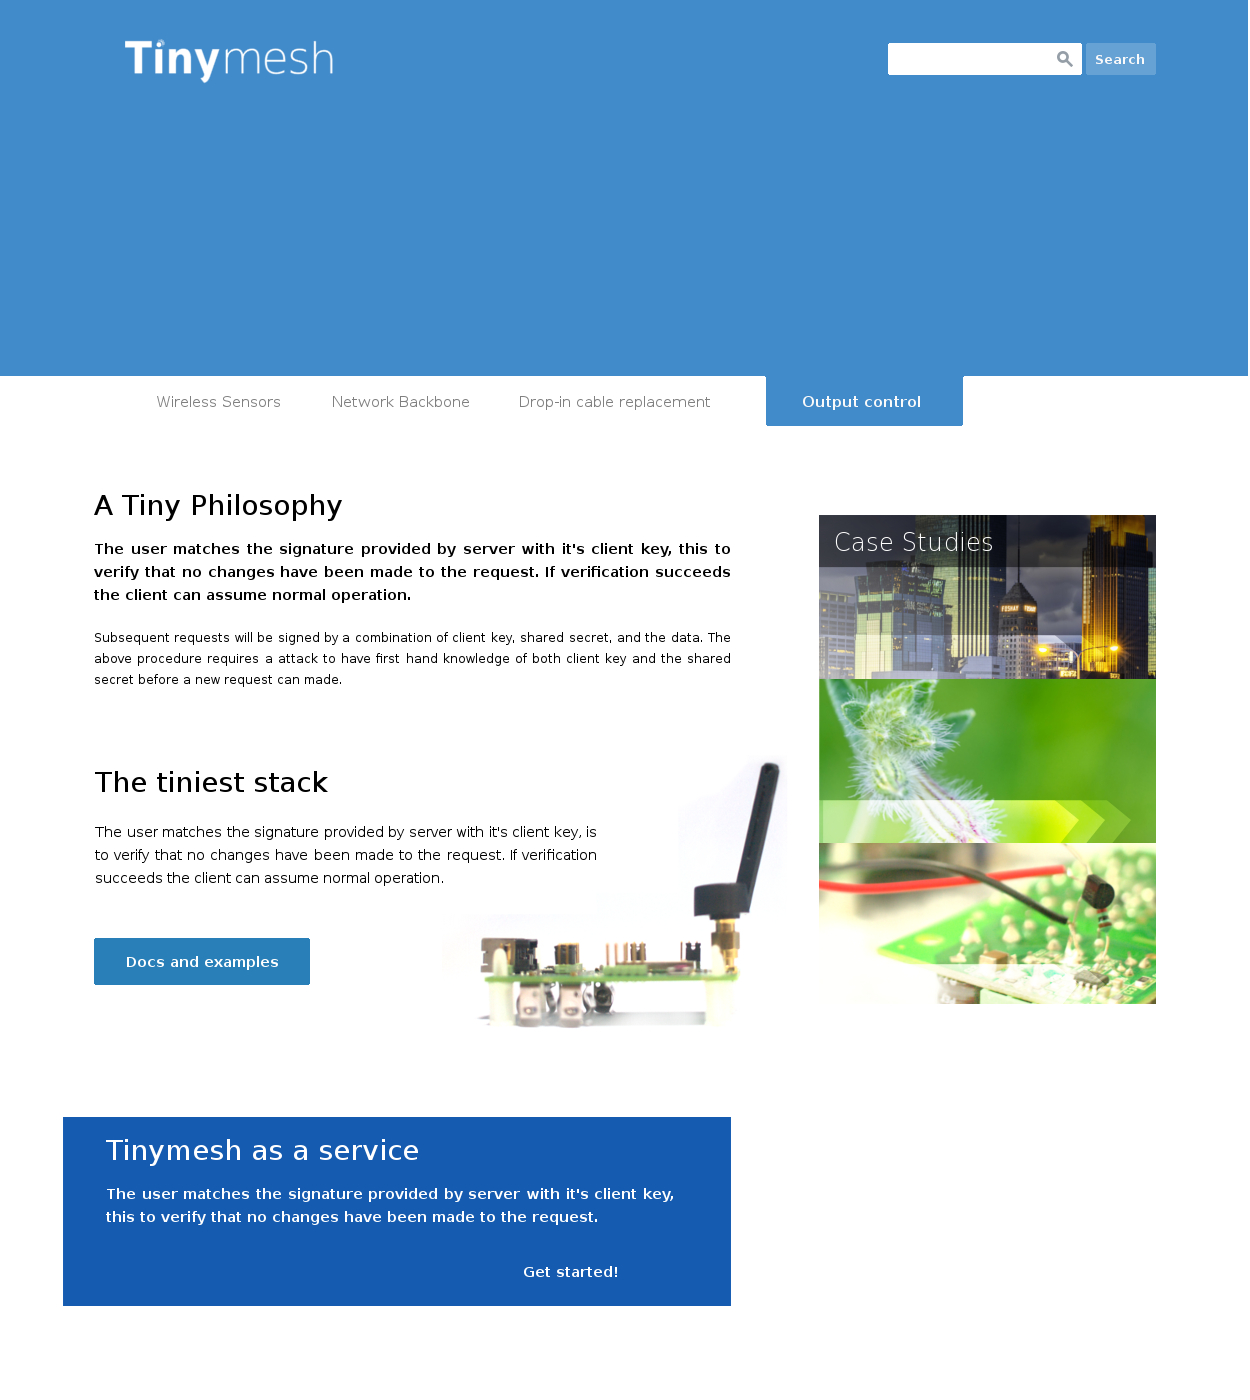 Tinymesh
Search
Wireless Sensors
Network Backbone
Drop-in cable replacement
Output control
A Tiny Philosophy
The user matches the signature provided by server with it's client key, this to
verify that no changes have been made to the request. If verification succeeds
the client can assume normal operation.
Subsequent requests will be signed by a combination of client key, shared secret, and the data. The
above procedure requires a attack to have first hand knowledge of both client key and the shared
secret before a new request can made.
Case Studies
The tiniest stack
The user matches the signature provided by server with it's client key, is
to verify that no changes have been made to the request. If verification
succeeds the client can assume normal operation.
Docs and examples
Tinymesh as a service
The user matches the signature provided by server with it's client key,
this to verify that no changes have been made to the request.
Get started!